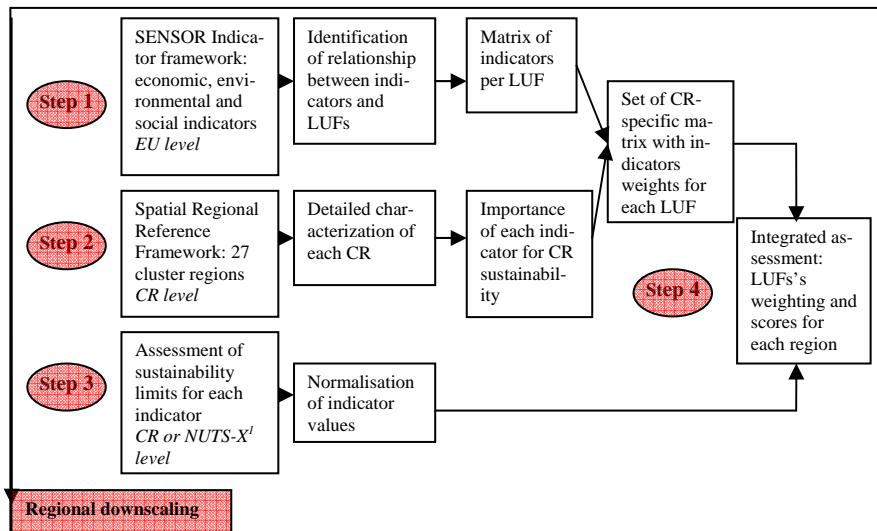 Step 1
SENSOR Indica-
tor framework:
economic, envi-
ronmental and
social indicators
EU level
Identification
of relationship
between indi-
cators and
LUFs
Matrix of
indicators
per LUF
Set of CR-
specific ma-
trix with in-
dicators
weights for
each LUF
Step 2
Spatial Regional
Reference
Framework: 27
cluster regions
CR level
Detailed char-
acterization of
each CR
Importance of
each indicator
for CR
sustainabil-
ity
Step 4
Integrated as-
sessment:
LUFs's
weighting and
scores for
each region
Step 3
Assessment of
sustainability
limits for each
indicator
CR or NUTS-X¹
level
Normalisation
of indicator
values
Regional downscaling